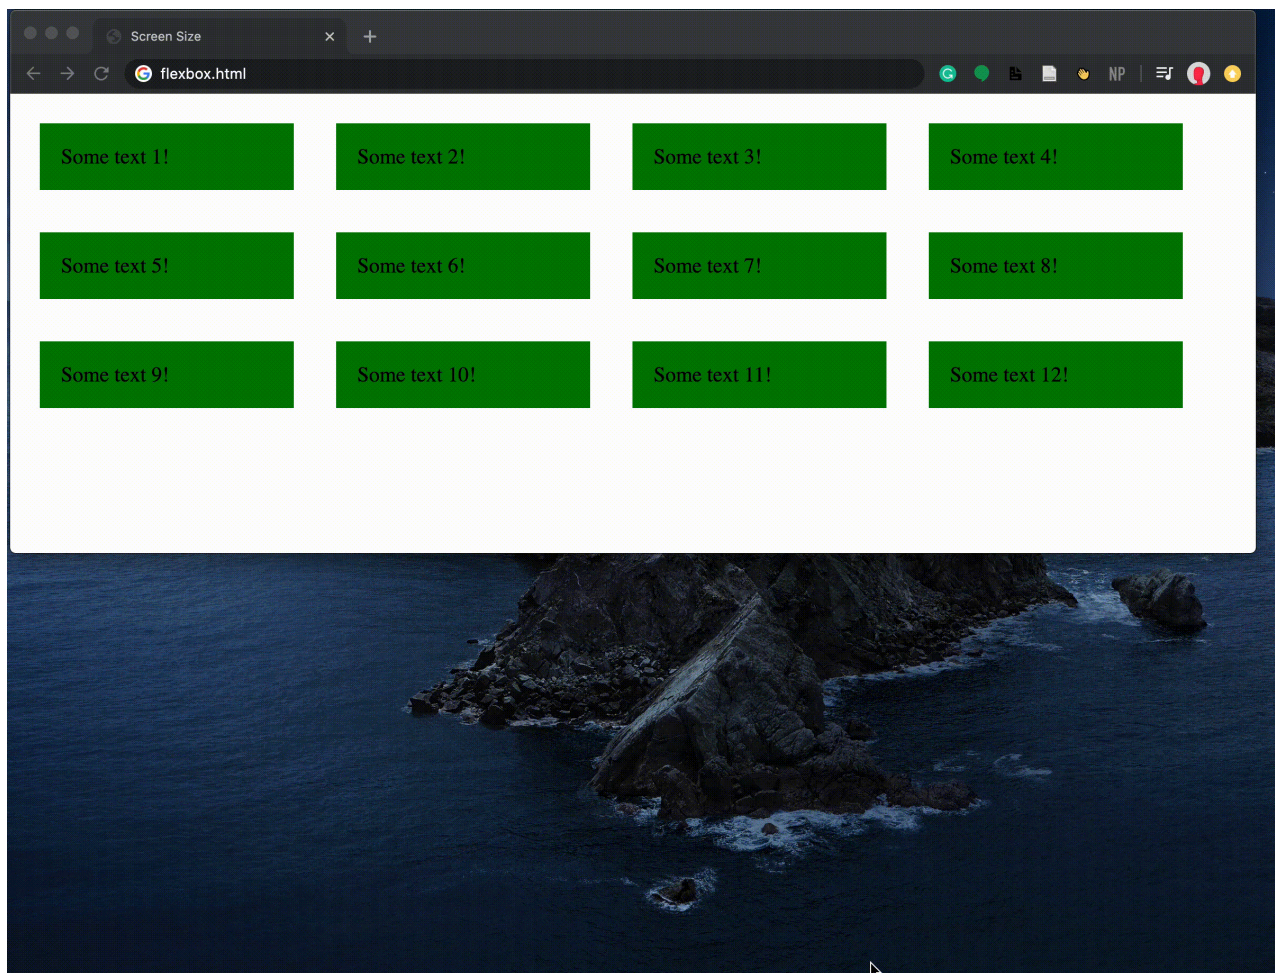 Screen Size
flexbox.html
NP
Some text 1! Some text 2! Some text 3! Some text 4!
Some text 5! Some text 6! Some text 7! Some text 8!
Some text 9! Some text 10! Some text 11! Some text 12!